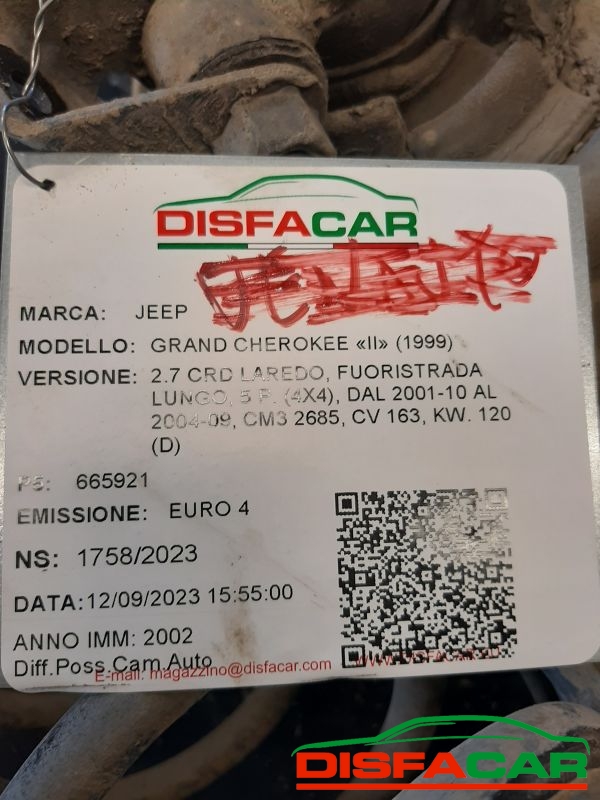 DISFACAR
MARCA: JEEP
MODELLO: GRAND CHEROKEE «II» (1999)
VERSIONE: 2.7 CRD LAREDO, FUORISTRADA
LUNGO, 5 P. (4X4), DAL 2001-10 AL
2004-09, CM3 2685, CV 163, KW. 120
(D)
665921
EMISSIONE: EURO 4
NS: 1758/2023
DATA:12/09/2023 15:55:00
ANNO IMM: 2002
Diff.Poss.Cam.Auto
E-mail: magazzino@disfacar.com
DISFACAR